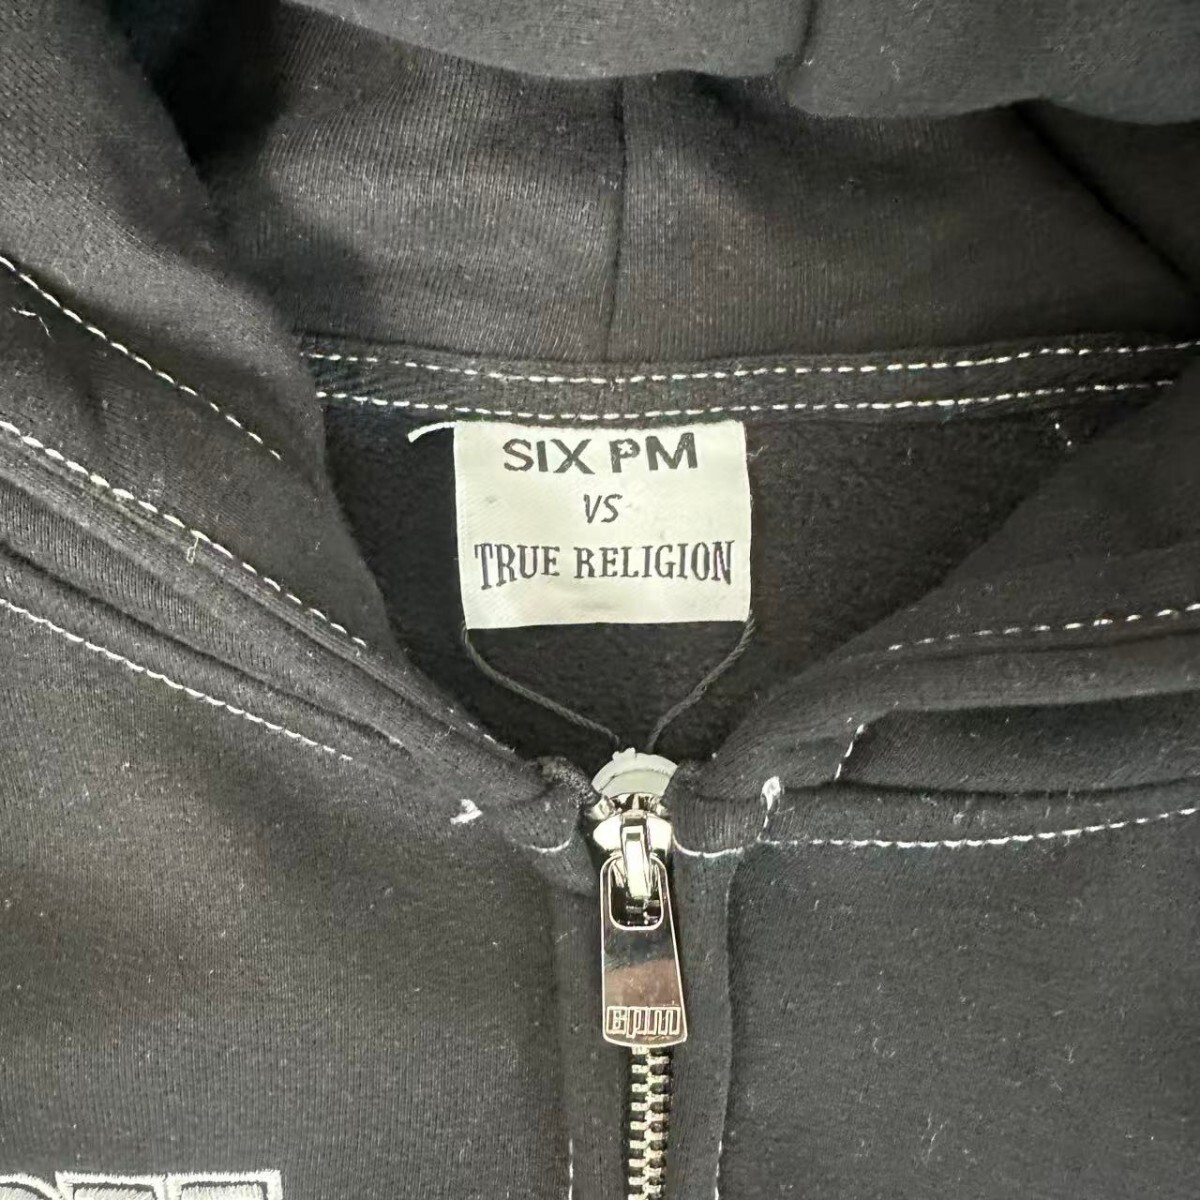 SIX PM
VS
TRUE RELIGION
6pm